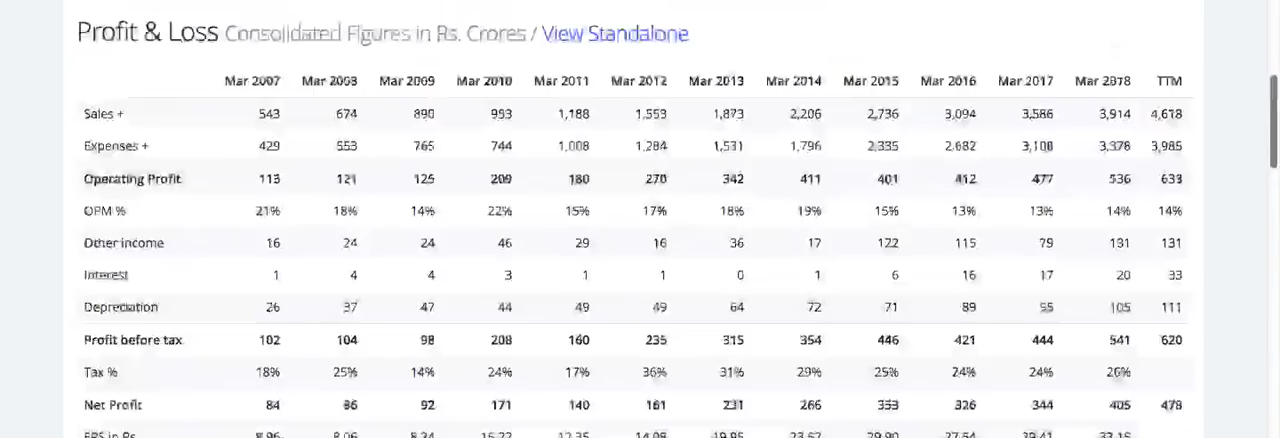 Profit & Loss Consolidated Figures in Rs. Crores / View Standalone
Mar 2007 Mar 2008 Mar 2009 Mar 2010 Mar 2011 Mar 2012 Mar 2013 Mar 2014 Mar 2015 Mar 2016 Mar 2017 Mar 2018 TTM
Sales + 543 674 890 953 1,188 1,553 1,873 2,206 2,736 3,094 3,586 3,914 4,618
Expenses + 429 553 765 744 1,008 1,284 1,531 1,796 2,335 2,682 3,108 3,378 3,985
Operating Profit 113 121 125 209 180 270 342 411 401 412 477 536 633
OPM % 21% 18% 14% 22% 15% 17% 18% 19% 15% 13% 13% 14% 14%
Other income 16 24 24 46 29 16 36 17 122 115 79 131 131
Interest 1 4 4 3 1 1 0 1 6 16 17 20 33
Depreciation 26 37 47 44 49 49 64 72 71 89 95 105 111
Profit before tax 102 104 98 208 160 235 315 354 446 421 444 541 620
Tax % 18% 25% 14% 24% 17% 36% 31% 29% 25% 24% 24% 26%
Net Profit 84 86 92 171 140 161 231 266 333 326 344 405 478
EPS in Rs